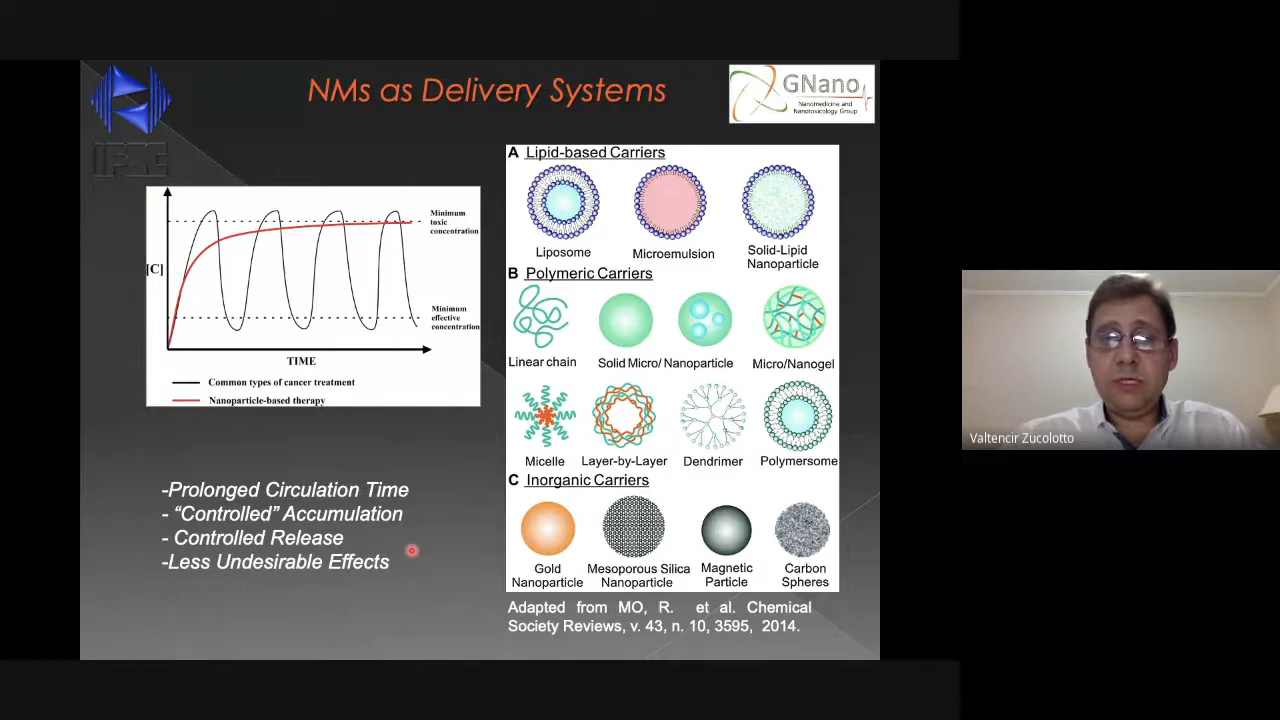 NMs as Delivery Systems
IFSC
GNano
Nanomedicine and
Nanotoxicology Group
Minimum
toxic
concentration
[C]
Minimum
effective
concentration
TIME
Common types of cancer treatment
Nanoparticle-based therapy
-Prolonged Circulation Time
- “Controlled” Accumulation
- Controlled Release
-Less Undesirable Effects
A Lipid-based Carriers
Liposome
Microemulsion
Solid-Lipid
Nanoparticle
B Polymeric Carriers
Linear chain
Solid Micro/ Nanoparticle
Micro/Nanogel
Micelle
Layer-by-Layer
Dendrimer
Polymersome
C Inorganic Carriers
Gold
Nanoparticle
Mesoporous Silica
Nanoparticle
Magnetic
Particle
Carbon
Spheres
Adapted from MO, R. et al. Chemical
Society Reviews, v. 43, n. 10, 3595, 2014.
Valtencir Zucolotto